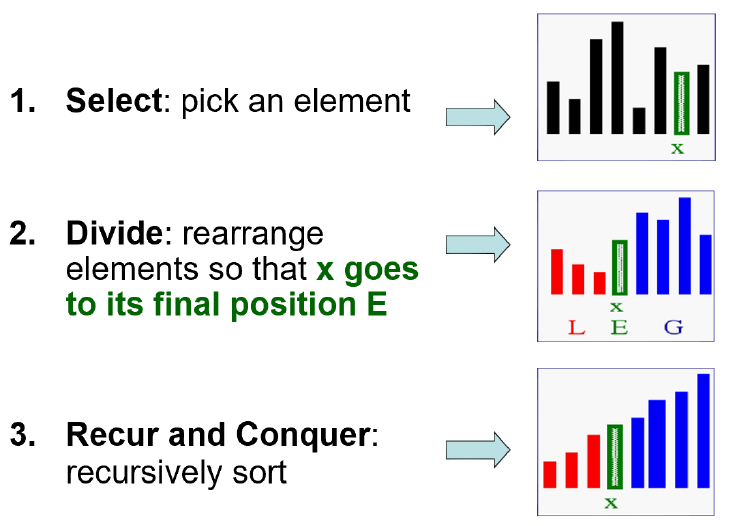 1. Select: pick an element
x
2. Divide: rearrange
elements so that x goes
to its final position E
x
L E G
3. Recur and Conquer:
recursively sort
x